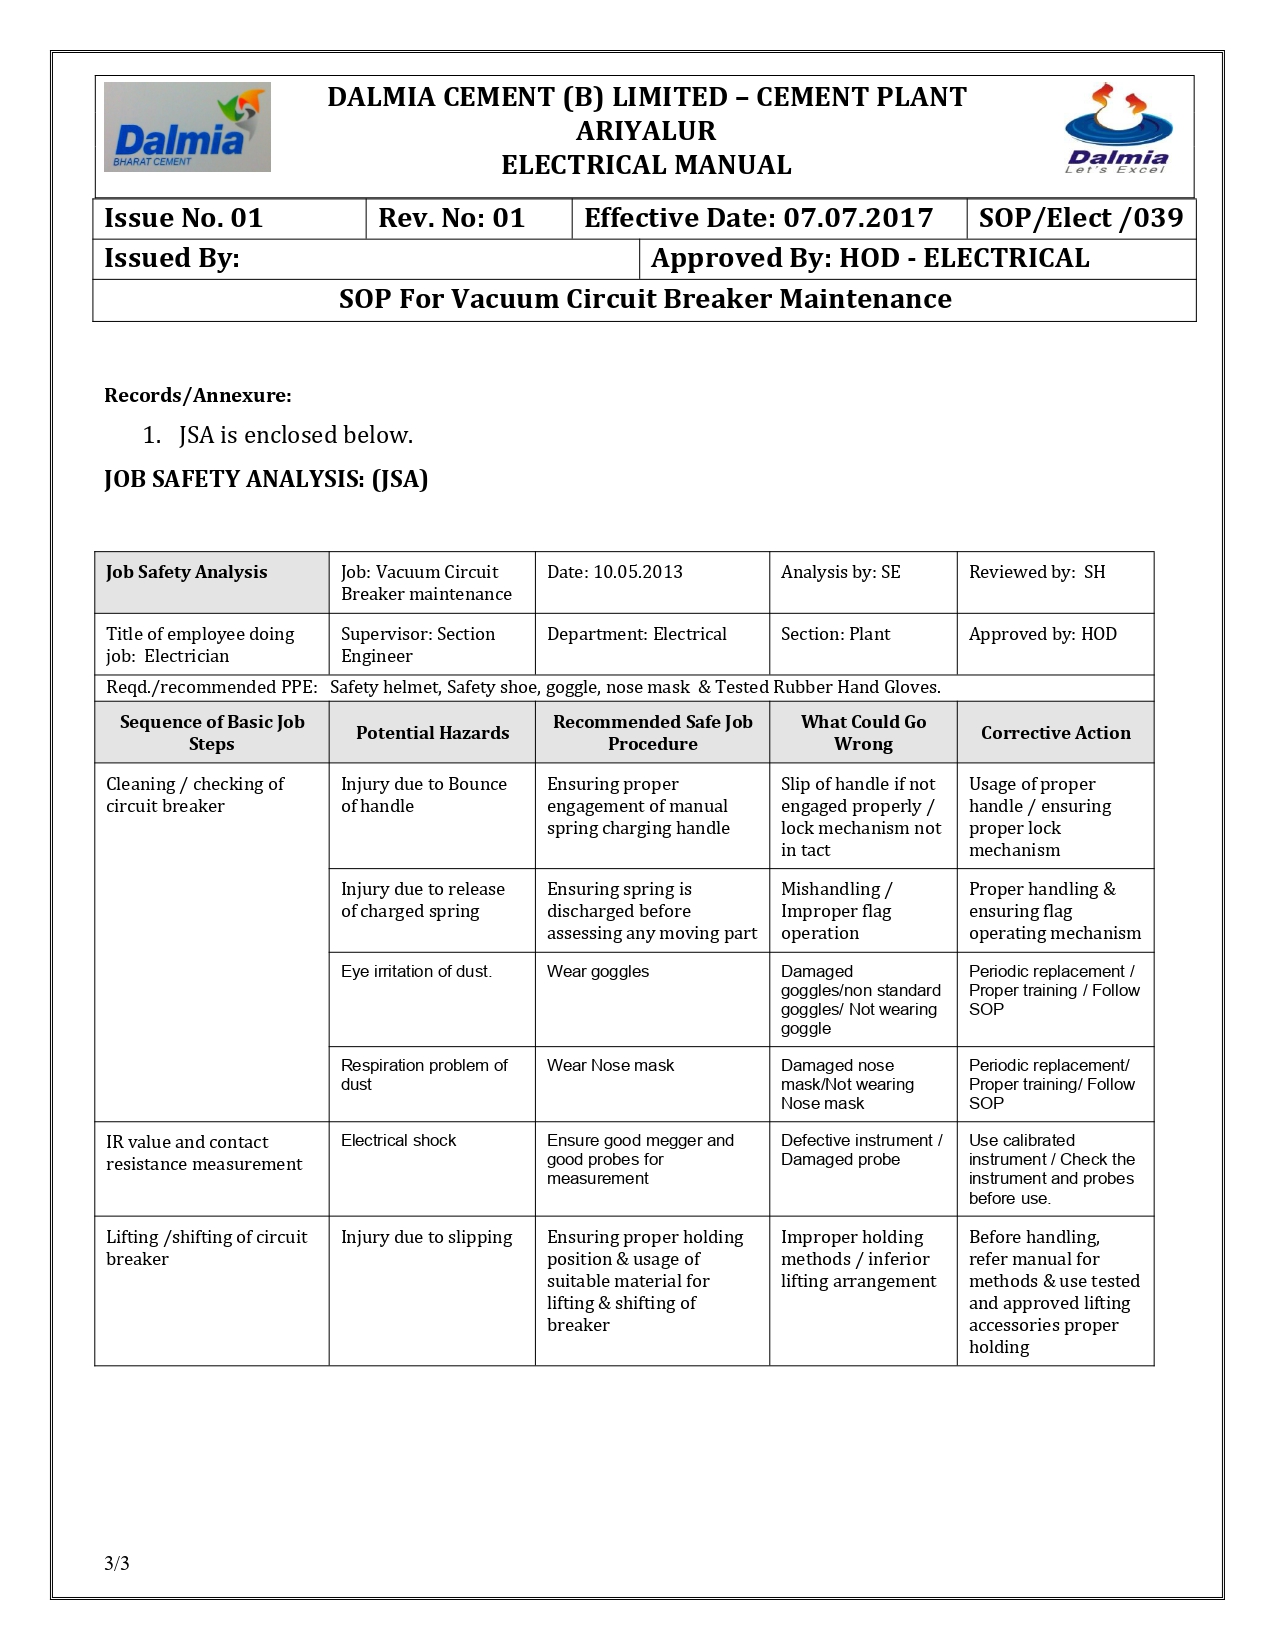 Dalmia
BHARAT CEMENT
DALMIA CEMENT (B) LIMITED – CEMENT PLANT
ARIYALUR
ELECTRICAL MANUAL
Dalmia
Let's Excel
Issue No. 01 Rev. No: 01 Effective Date: 07.07.2017 SOP/Elect /039
Issued By: Approved By: HOD - ELECTRICAL
SOP For Vacuum Circuit Breaker Maintenance
Records/Annexure:
1. JSA is enclosed below.
JOB SAFETY ANALYSIS: (JSA)
Job Safety Analysis
Job: Vacuum Circuit
Breaker maintenance
Date: 10.05.2013
Analysis by: SE
Reviewed by: SH
Title of employee doing
job: Electrician
Supervisor: Section
Engineer
Department: Electrical
Section: Plant
Approved by: HOD
Reqd./recommended PPE: Safety helmet, Safety shoe, goggle, nose mask & Tested Rubber Hand Gloves.
Sequence of Basic Job
Steps
Potential Hazards
Recommended Safe Job
Procedure
What Could Go
Wrong
Corrective Action
Cleaning / checking of
circuit breaker
Injury due to Bounce
of handle
Ensuring proper
engagement of manual
spring charging handle
Slip of handle if not
engaged properly /
lock mechanism not
in tact
Usage of proper
handle / ensuring
proper lock
mechanism
Injury due to release
of charged spring
Ensuring spring is
discharged before
assessing any moving part
Mishandling /
Improper flag
operation
Proper handling &
ensuring flag
operating mechanism
Eye irritation of dust.
Wear goggles
Damaged
goggles/non standard
goggles/ Not wearing
goggle
Periodic replacement /
Proper training / Follow
SOP
Respiration problem of
dust
Wear Nose mask
Damaged nose
mask/Not wearing
Nose mask
Periodic replacement/
Proper training/ Follow
SOP
IR value and contact
resistance measurement
Electrical shock
Ensure good megger and
good probes for
measurement
Defective instrument /
Damaged probe
Use calibrated
instrument / Check the
instrument and probes
before use.
Lifting /shifting of circuit
breaker
Injury due to slipping
Ensuring proper holding
position & usage of
suitable material for
lifting & shifting of
breaker
Improper holding
methods / inferior
lifting arrangement
Before handling,
refer manual for
methods & use tested
and approved lifting
accessories proper
holding
3/3